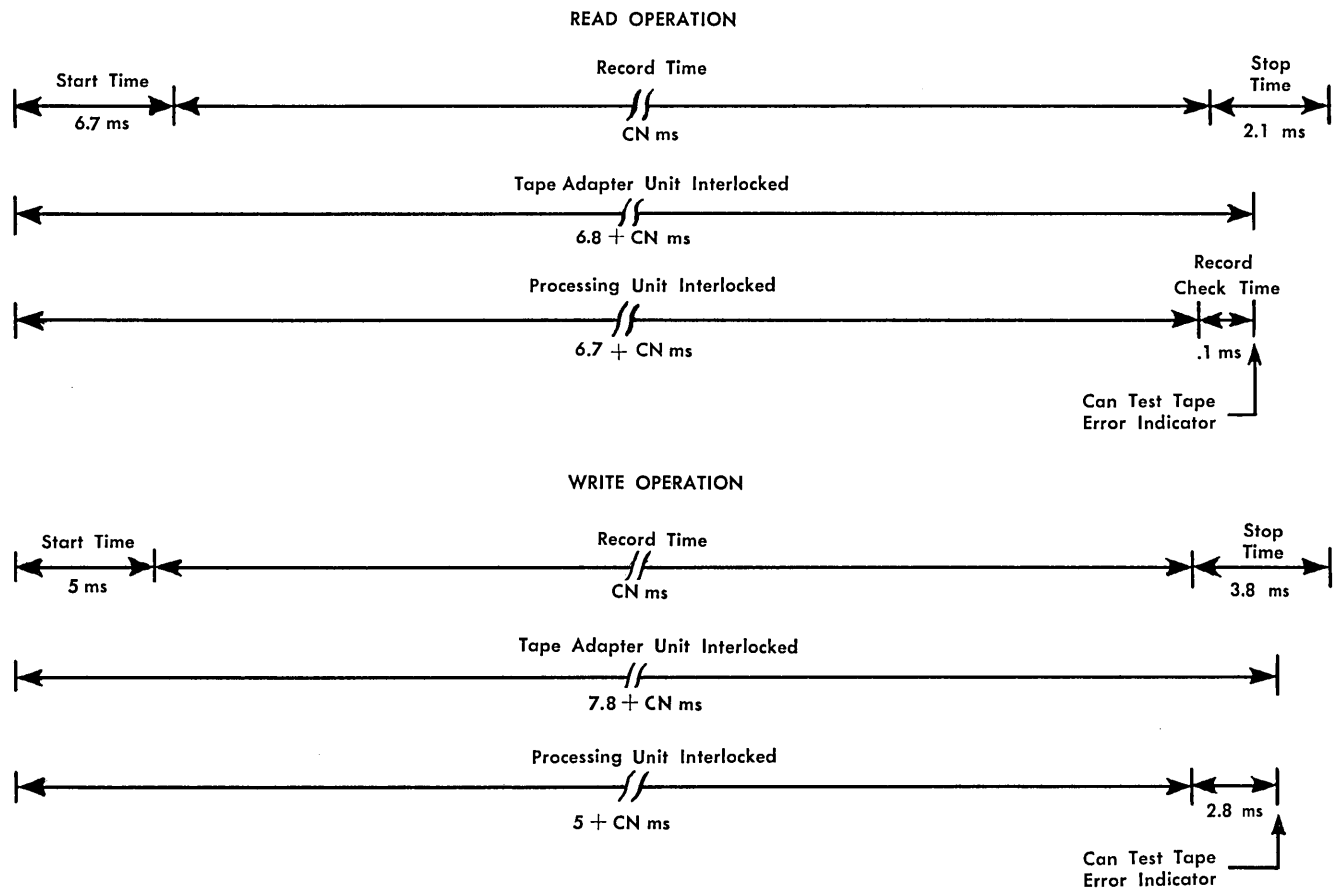 READ OPERATION
Start Time
Record Time
Stop
Time
6.7 ms
CN ms
2.1 ms
Tape Adapter Unit Interlocked
6.8 + CN ms
Processing Unit Interlocked
Record
Check Time
6.7 + CN ms
.1 ms
Can Test Tape
Error Indicator
WRITE OPERATION
Start Time
Record Time
Stop
Time
5 ms
CN ms
3.8 ms
Tape Adapter Unit Interlocked
7.8 + CN ms
Processing Unit Interlocked
5 + CN ms
2.8 ms
Can Test Tape
Error Indicator